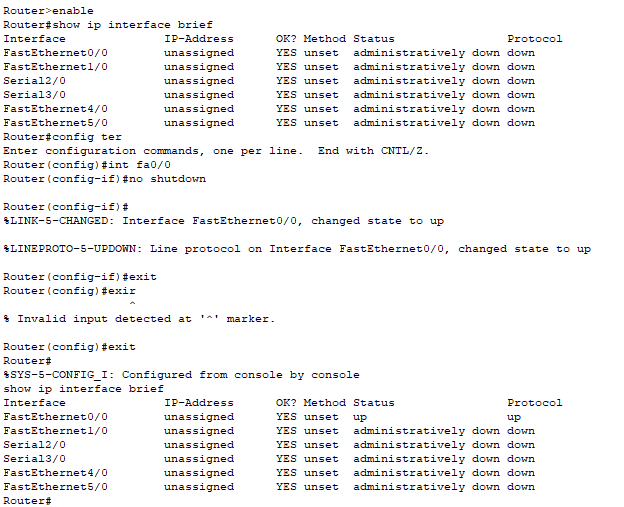 Router>enable
Router#show ip interface brief
Interface              IP-Address      OK? Method Status                Protocol
FastEthernet0/0        unassigned      YES unset  administratively down down
FastEthernet1/0        unassigned      YES unset  administratively down down
Serial2/0              unassigned      YES unset  administratively down down
Serial3/0              unassigned      YES unset  administratively down down
FastEthernet4/0        unassigned      YES unset  administratively down down
FastEthernet5/0        unassigned      YES unset  administratively down down
Router#config ter
Enter configuration commands, one per line.  End with CNTL/Z.
Router(config)#int fa0/0
Router(config-if)#no shutdown
Router(config-if)#
%LINK-5-CHANGED: Interface FastEthernet0/0, changed state to up
%LINEPROTO-5-UPDOWN: Line protocol on Interface FastEthernet0/0, changed state to up
Router(config-if)#exit
Router(config)#exir
                  ^
% Invalid input detected at '^' marker.
Router(config)#exit
Router#
%SYS-5-CONFIG_I: Configured from console by console
show ip interface brief
Interface              IP-Address      OK? Method Status                Protocol
FastEthernet0/0        unassigned      YES unset  up                    up
FastEthernet1/0        unassigned      YES unset  administratively down down
Serial2/0              unassigned      YES unset  administratively down down
Serial3/0              unassigned      YES unset  administratively down down
FastEthernet4/0        unassigned      YES unset  administratively down down
FastEthernet5/0        unassigned      YES unset  administratively down down
Router#